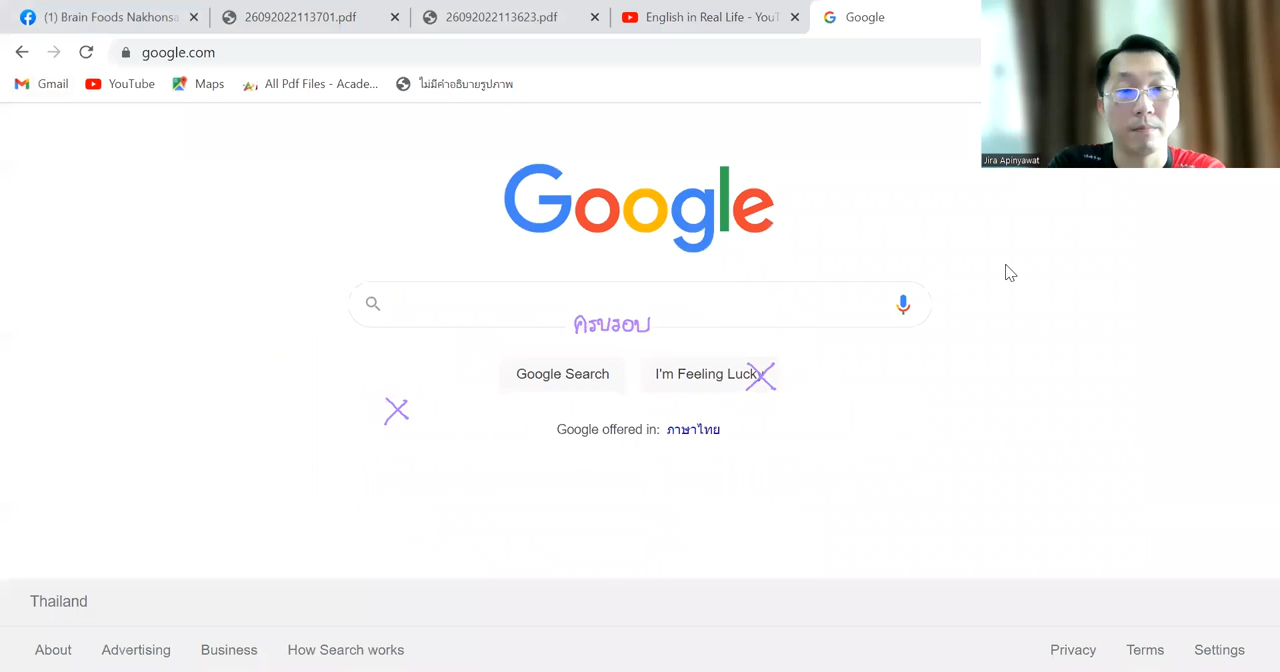 (1) Brain Foods Nakhonsa
26092022113701.pdf
26092022113623.pdf
English in Real Life - YouT
Google
google.com
Gmail
YouTube
Maps
All Pdf Files - Acade...
ไม่มีคำอธิบายรูปภาพ
Jira Apinyawat
Google
ครบรอบ
Google Search
I'm Feeling Lucky
Google offered in: ภาษาไทย
Thailand
About
Advertising
Business
How Search works
Privacy
Terms
Settings